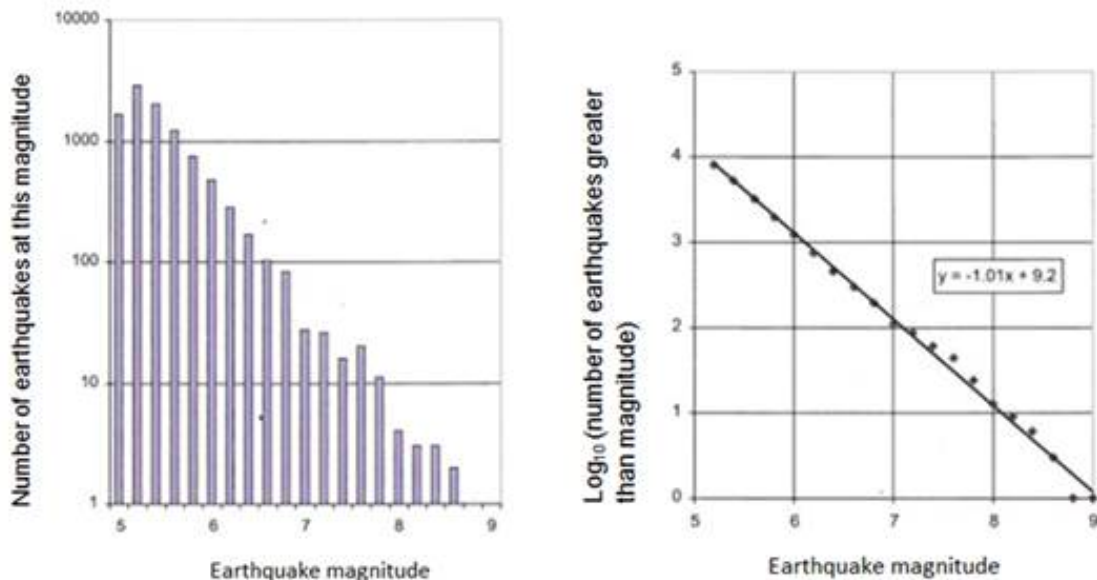 Number of earthquakes at this magnitude
10000
1000
100
10
1
5 6 7 8 9
Earthquake magnitude
Log₁₀ (number of earthquakes greater
than magnitude)
5
4
3
2
1
0
y = -1.01x + 9.2
5 6 7 8 9
Earthquake magnitude